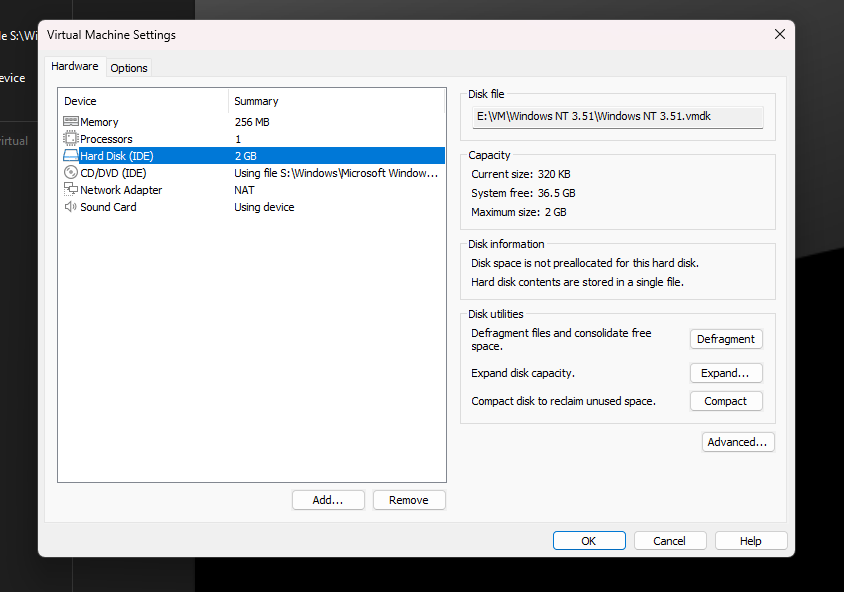 le S:\Wi
evice
virtual
Virtual Machine Settings
Hardware
Options
Device Summary
Memory 256 MB
Processors 1
Hard Disk (IDE) 2 GB
CD/DVD (IDE) Using file S:\Windows\Microsoft Window...
Network Adapter NAT
Sound Card Using device
Add...
Remove
Disk file
E:\VM\Windows NT 3.51\Windows NT 3.51.vmdk
Capacity
Current size: 320 KB
System free: 36.5 GB
Maximum size: 2 GB
Disk information
Disk space is not preallocated for this hard disk.
Hard disk contents are stored in a single file.
Disk utilities
Defragment files and consolidate free
space.
Defragment
Expand disk capacity.
Expand...
Compact disk to reclaim unused space.
Compact
Advanced...
OK
Cancel
Help